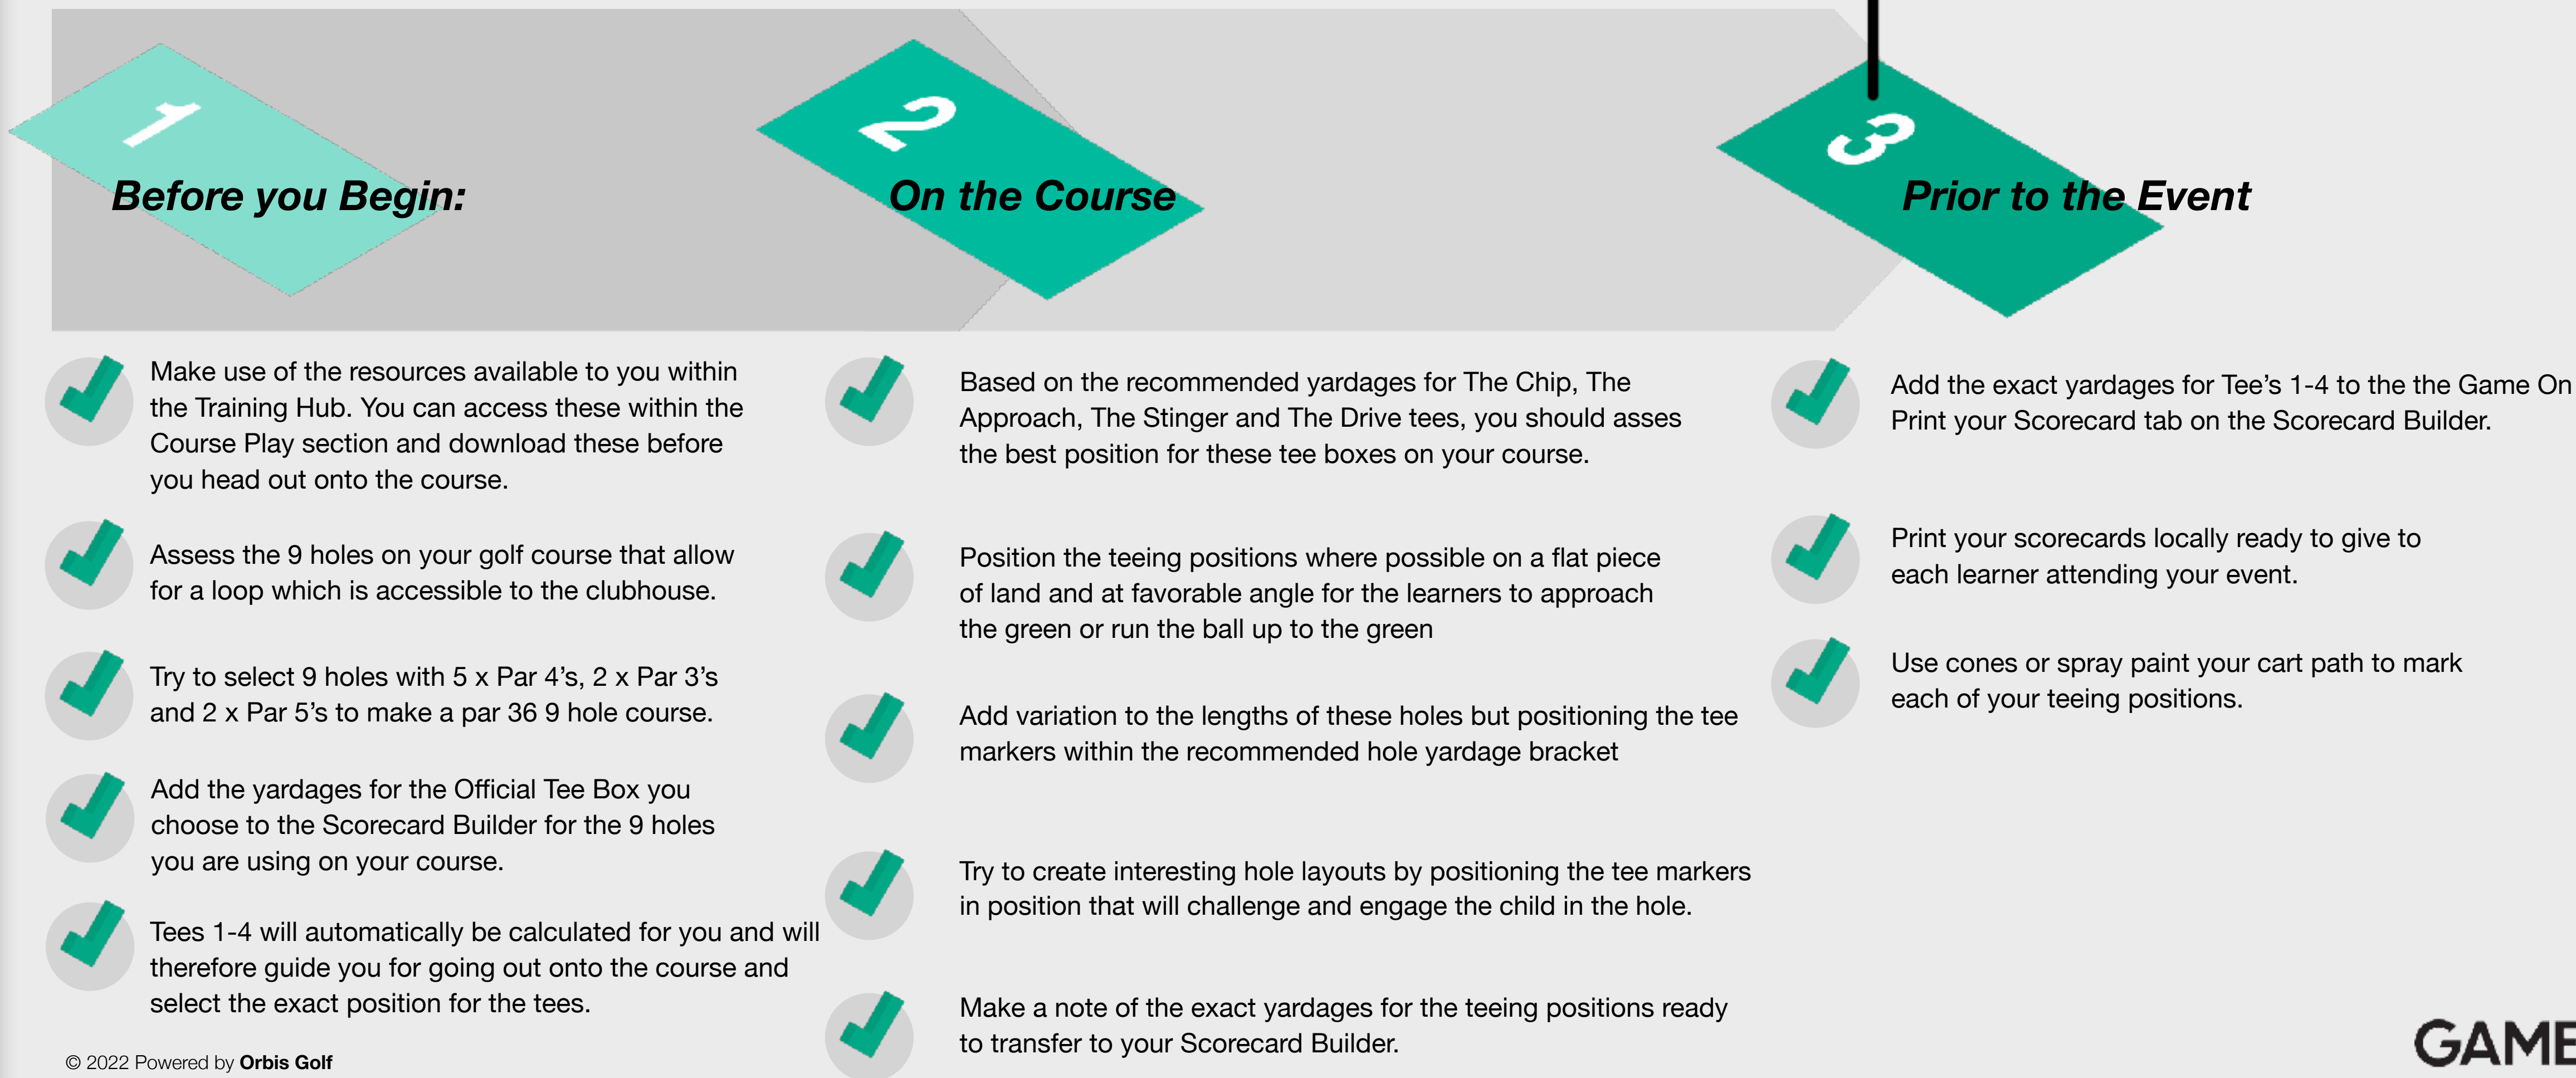 1
Before you Begin:
Make use of the resources available to you within
the Training Hub. You can access these within the
Course Play section and download these before
you head out onto the course.
Assess the 9 holes on your golf course that allow
for a loop which is accessible to the clubhouse.
Try to select 9 holes with 5 x Par 4’s, 2 x Par 3’s
and 2 x Par 5’s to make a par 36 9 hole course.
Add the yardages for the Official Tee Box you
choose to the Scorecard Builder for the 9 holes
you are using on your course.
Tees 1-4 will automatically be calculated for you and will
therefore guide you for going out onto the course and
select the exact position for the tees.
2
On the Course
Based on the recommended yardages for The Chip, The
Approach, The Stinger and The Drive tees, you should asses
the best position for these tee boxes on your course.
Position the teeing positions where possible on a flat piece
of land and at favorable angle for the learners to approach
the green or run the ball up to the green
Add variation to the lengths of these holes but positioning the tee
markers within the recommended hole yardage bracket
Try to create interesting hole layouts by positioning the tee markers
in position that will challenge and engage the child in the hole.
Make a note of the exact yardages for the teeing positions ready
to transfer to your Scorecard Builder.
3
Prior to the Event
Add the exact yardages for Tee’s 1-4 to the the Game On
Print your Scorecard tab on the Scorecard Builder.
Print your scorecards locally ready to give to
each learner attending your event.
Use cones or spray paint your cart path to mark
each of your teeing positions.
© 2022 Powered by Orbis Golf
GAME